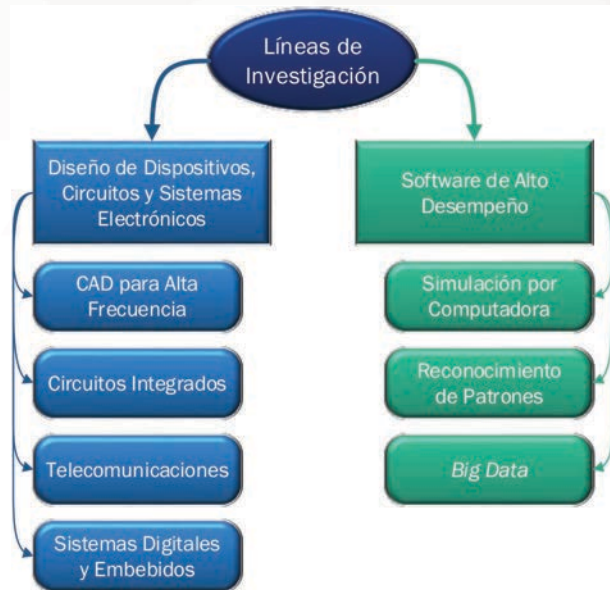 Líneas de
Investigación
Diseño de Dispositivos,
Circuitos y Sistemas
Electrónicos
CAD para Alta
Frecuencia
Circuitos Integrados
Telecomunicaciones
Sistemas Digitales
y Embebidos
Software de Alto
Desempeño
Simulación por
Computadora
Reconocimiento
de Patrones
Big Data